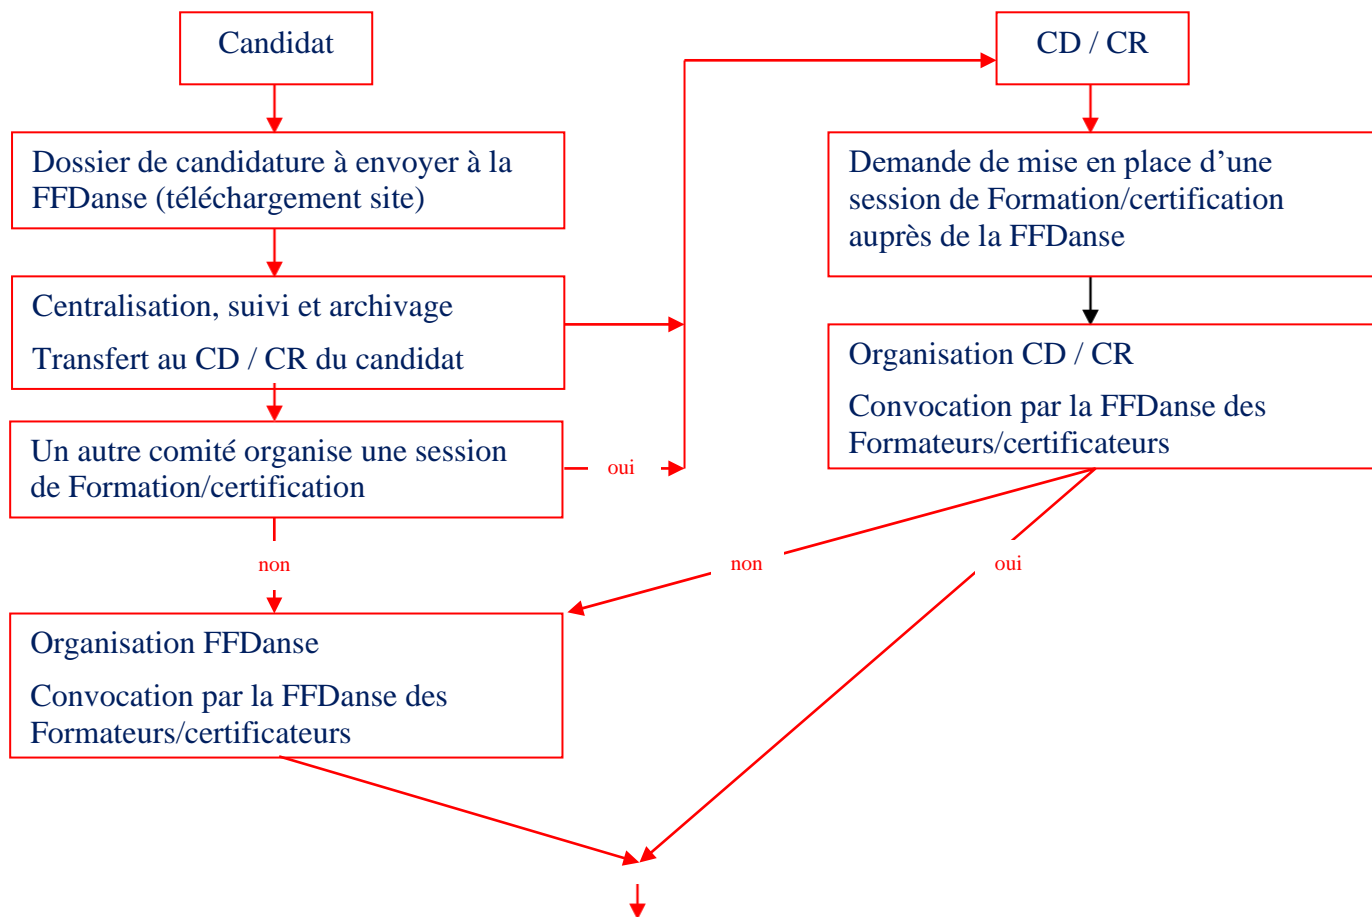 Candidat
CD / CR
Dossier de candidature à envoyer à la
FFDanse (téléchargement site)
Demande de mise en place d’une
session de Formation/certification
auprès de la FFDanse
Centralisation, suivi et archivage
Transfert au CD / CR du candidat
Organisation CD / CR
Convocation par la FFDanse des
Formateurs/certificateurs
Un autre comité organise une session
de Formation/certification
oui
non
non
oui
Organisation FFDanse
Convocation par la FFDanse des
Formateurs/certificateurs